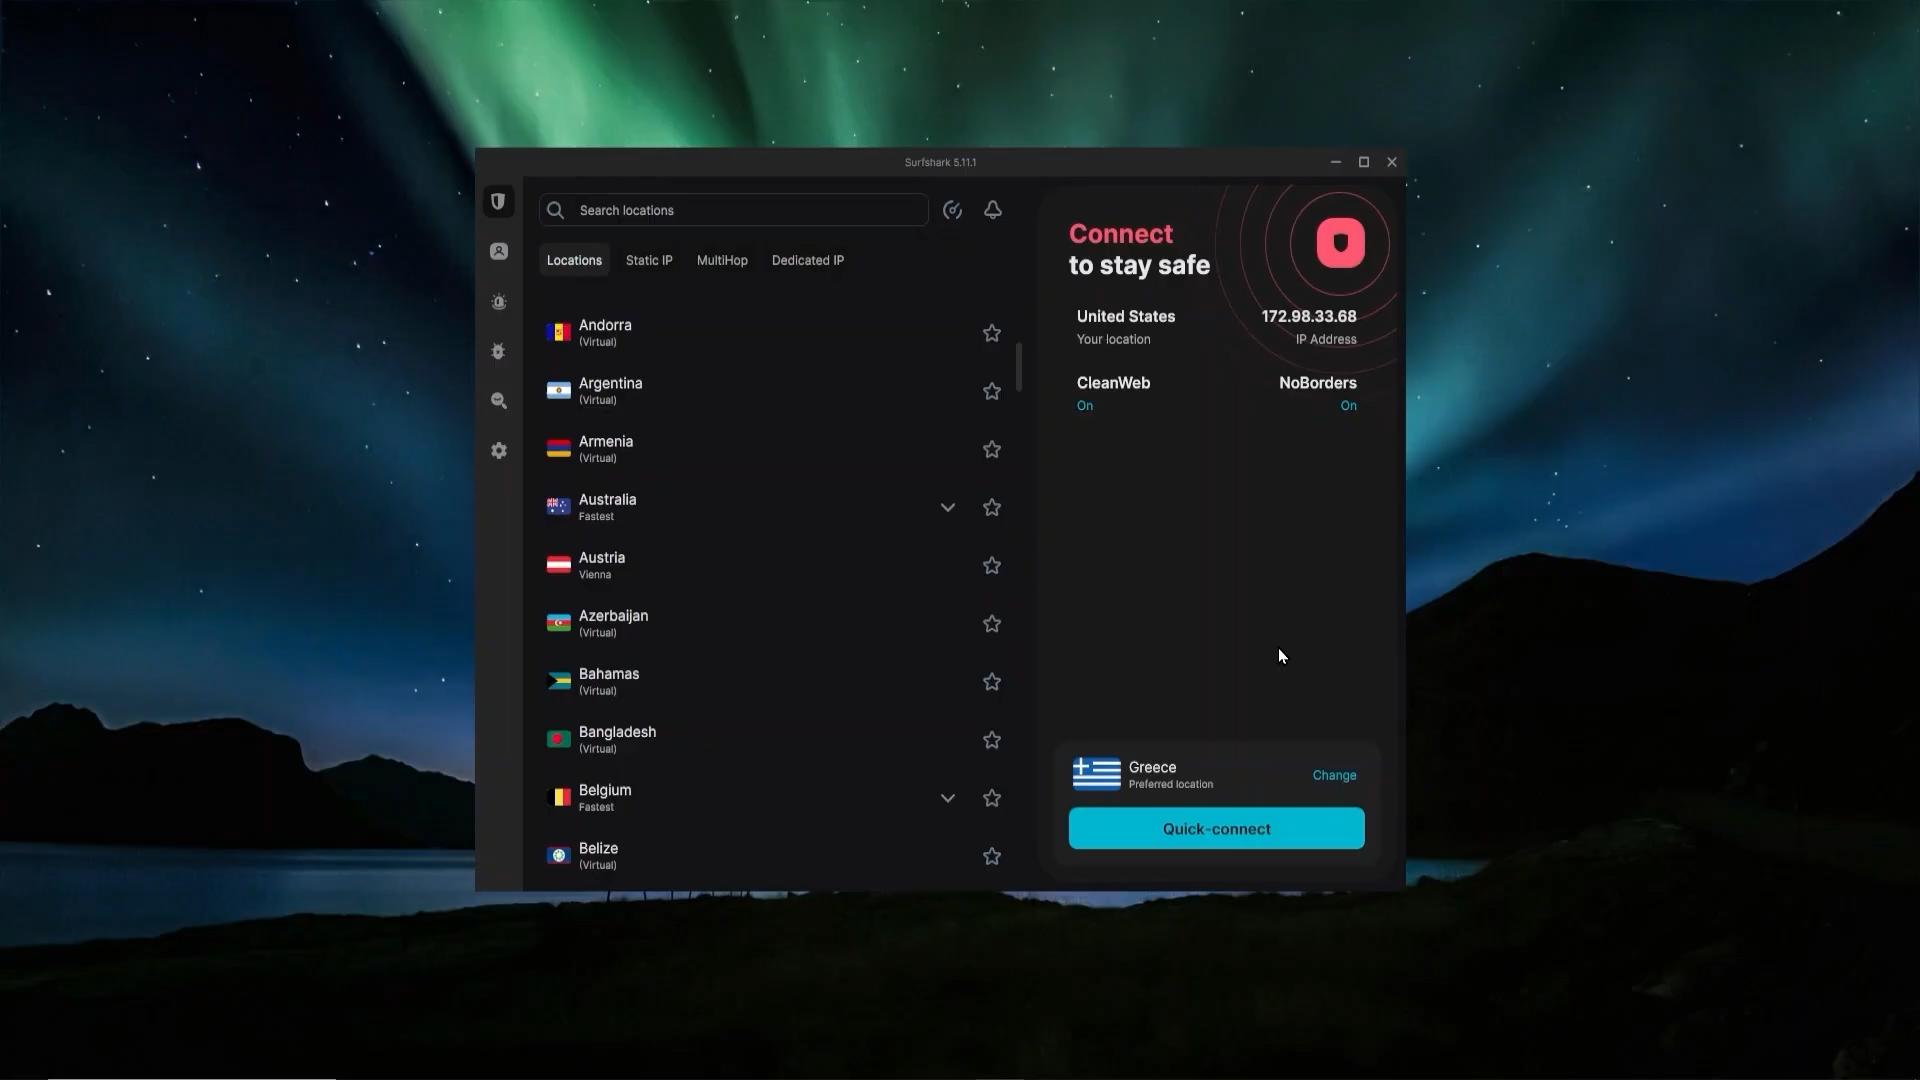 Surfshark 5.11.1
Search locations
Locations
Static IP
MultiHop
Dedicated IP
Andorra
(Virtual)
Argentina
(Virtual)
Armenia
(Virtual)
Australia
Fastest
Austria
Vienna
Azerbaijan
(Virtual)
Bahamas
(Virtual)
Bangladesh
(Virtual)
Belgium
Fastest
Belize
(Virtual)
Connect
to stay safe
United States
Your location
172.98.33.68
IP Address
CleanWeb
On
NoBorders
On
Greece
Preferred location
Change
Quick-connect